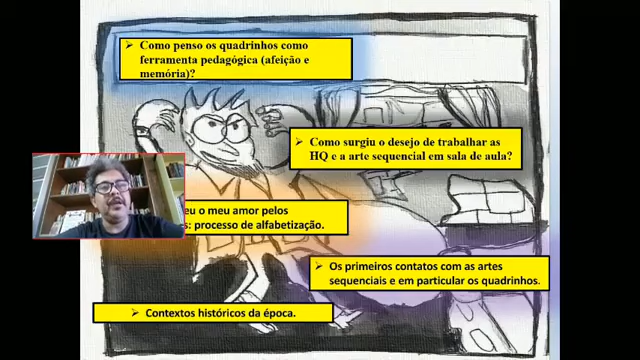 Como penso os quadrinhos como
ferramenta pedagógica (afeição e
memória)?
Como surgiu o desejo de trabalhar as
HQ e a arte sequencial em sala de aula?
eu o meu amor pelos
s: processo de alfabetização.
Os primeiros contatos com as artes
sequenciais e em particular os quadrinhos.
Contextos históricos da época.